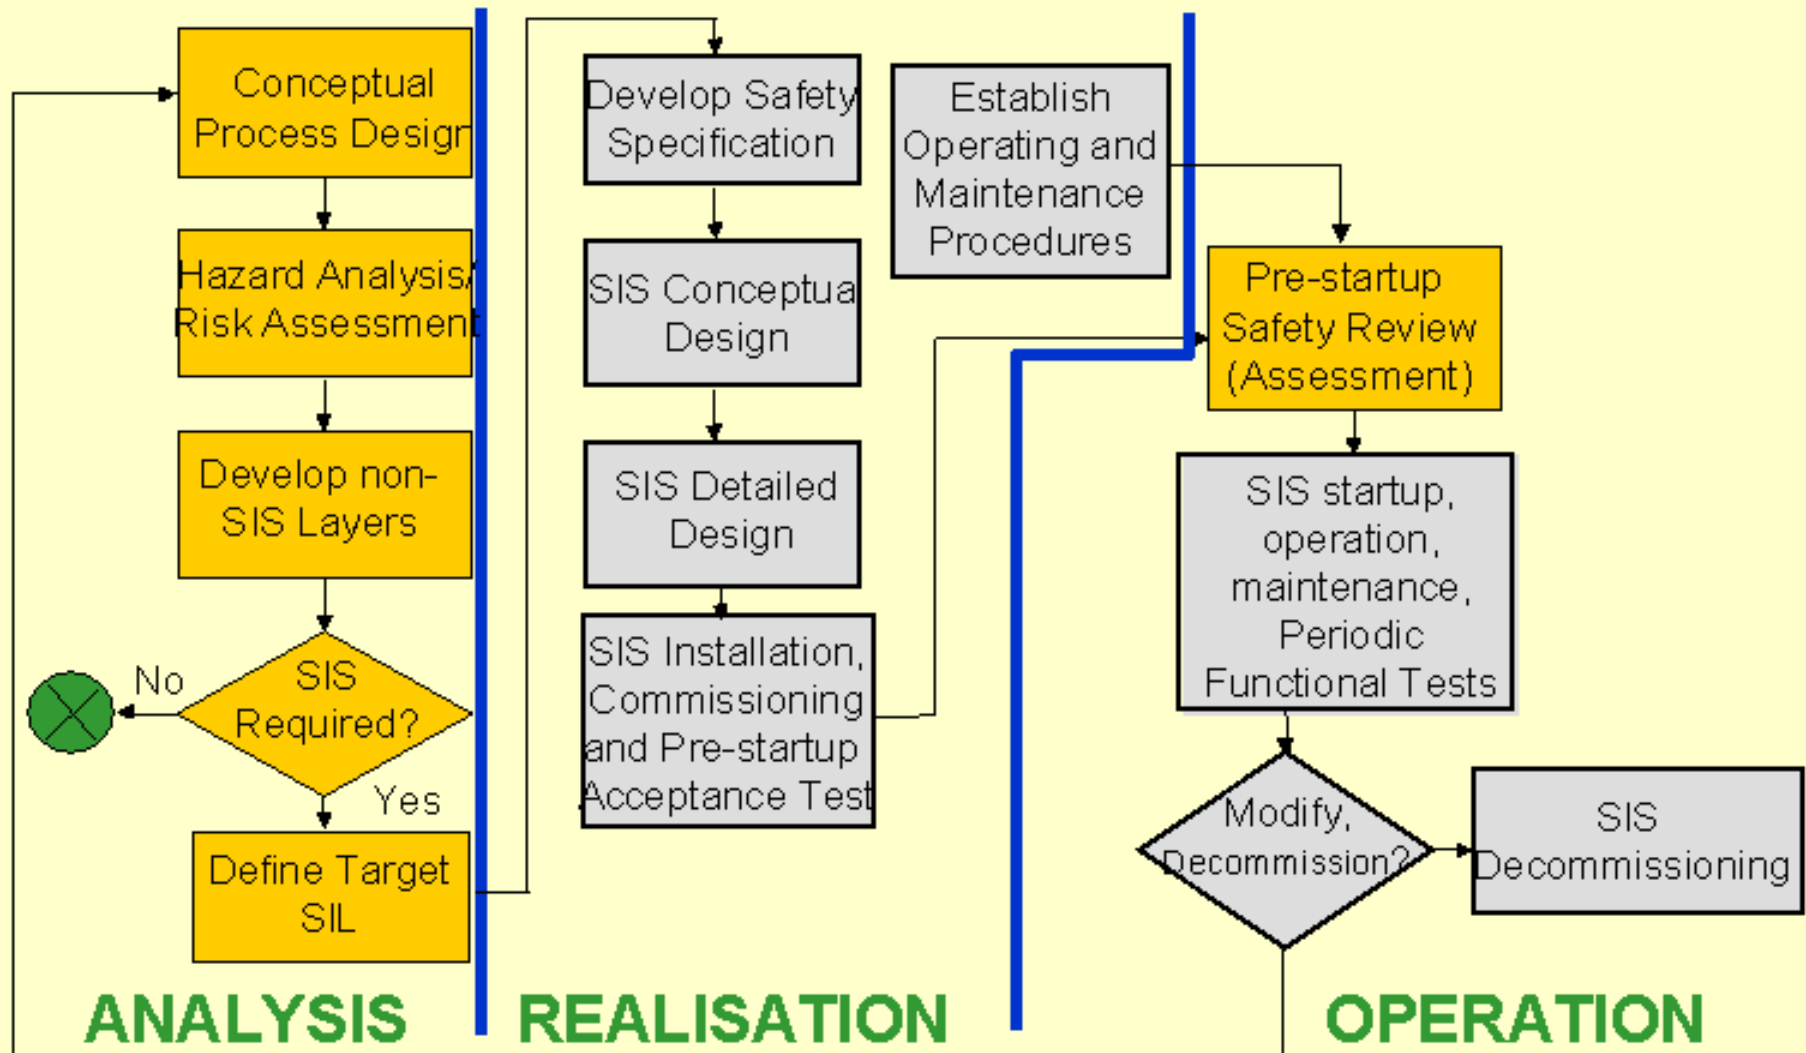 Conceptual
Process Design
Hazard Analysis/
Risk Assessment
Develop non-
SIS Layers
SIS
Required?
No
Yes
Define Target
SIL
ANALYSIS
Develop Safety
Specification
SIS Conceptua
Design
SIS Detailed
Design
SIS Installation,
Commissioning
and Pre-startup
Acceptance Test
Establish
Operating and
Maintenance
Procedures
REALISATION
Pre-startup
Safety Review
(Assessment)
SIS startup,
operation,
maintenance,
Periodic
Functional Tests
Modify,
Decommission?
SIS
Decommissioning
OPERATION